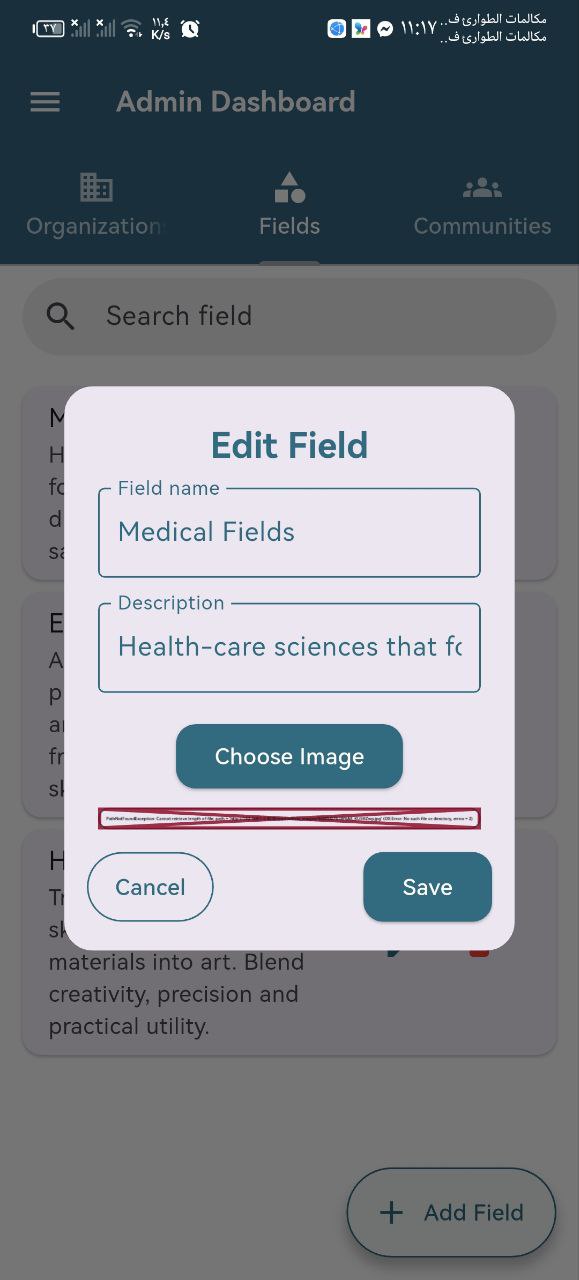 ٣٧
١١,٤
K/s
١١:١٧
مكالمات الطوارئ ف..
مكالمات الطوارئ ف..
Admin Dashboard
Organization
Fields
Communities
Search field
M
H
fo
d
sa
E
A
p
ar
fr
sk
H
Tr
sk
materials into art. Blend
creativity, precision and
practical utility.
Edit Field
Field name
Medical Fields
Description
Health-care sciences that fo
Choose Image
PathNotFoundException: Cannot retrieve length of file, path =
(OS Error: No such file or directory, errno = 2)
Cancel
Save
Add Field